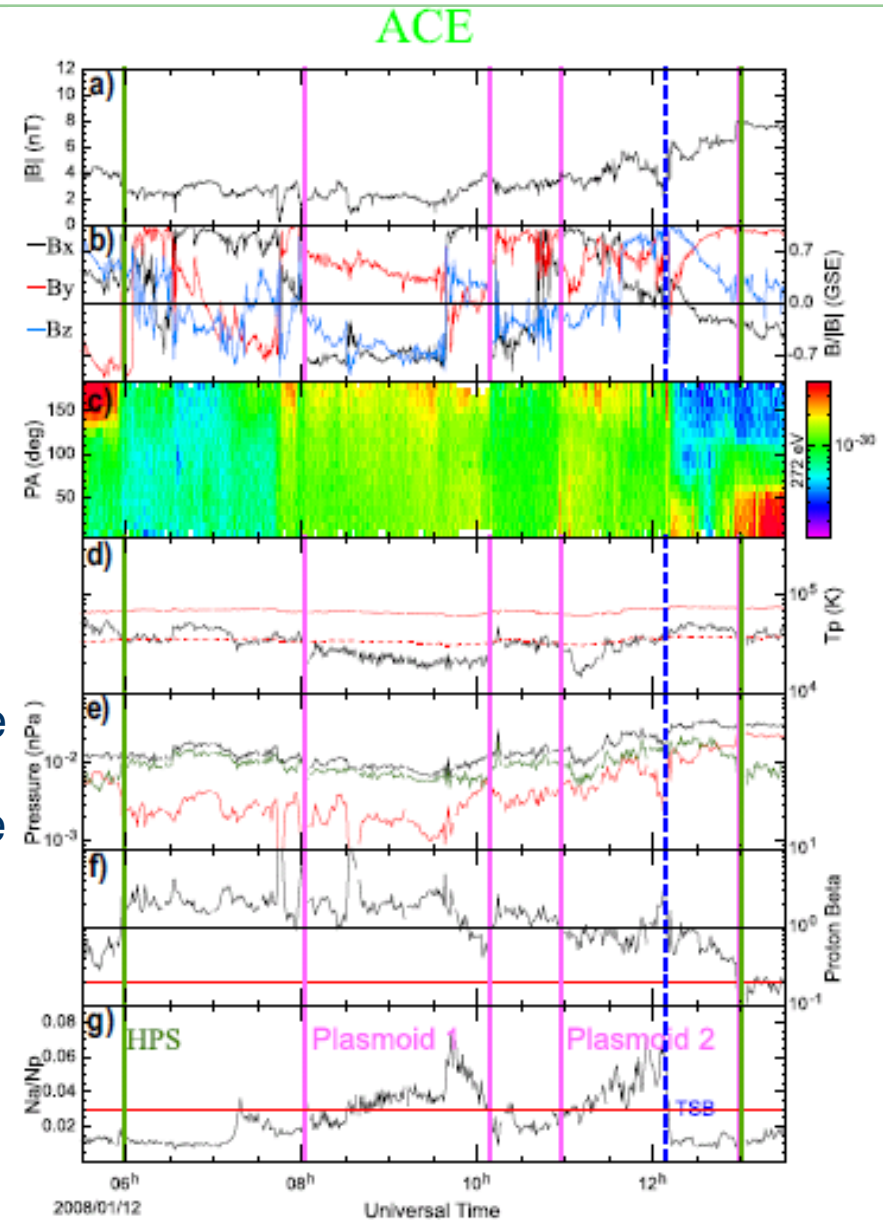 ACE
a)
12
10
8
6
4
2
0
|B| (nT)
b)
Bx
By
Bz
0.7
0.0
-0.7
B/|B| (GSE)
c)
150
100
50
PA (deg)
272 eV
10-30
d)
105
104
Tp (K)
e)
e
e
Pressure (nPa)
10-2
10-3
f)
101
100
10-1
Proton Beta
g)
HPS
Plasmoid 1
Plasmoid 2
TSB
0.08
0.06
0.04
0.02
Na/Np
06h
08h
10h
12h
2008/01/12
Universal Time